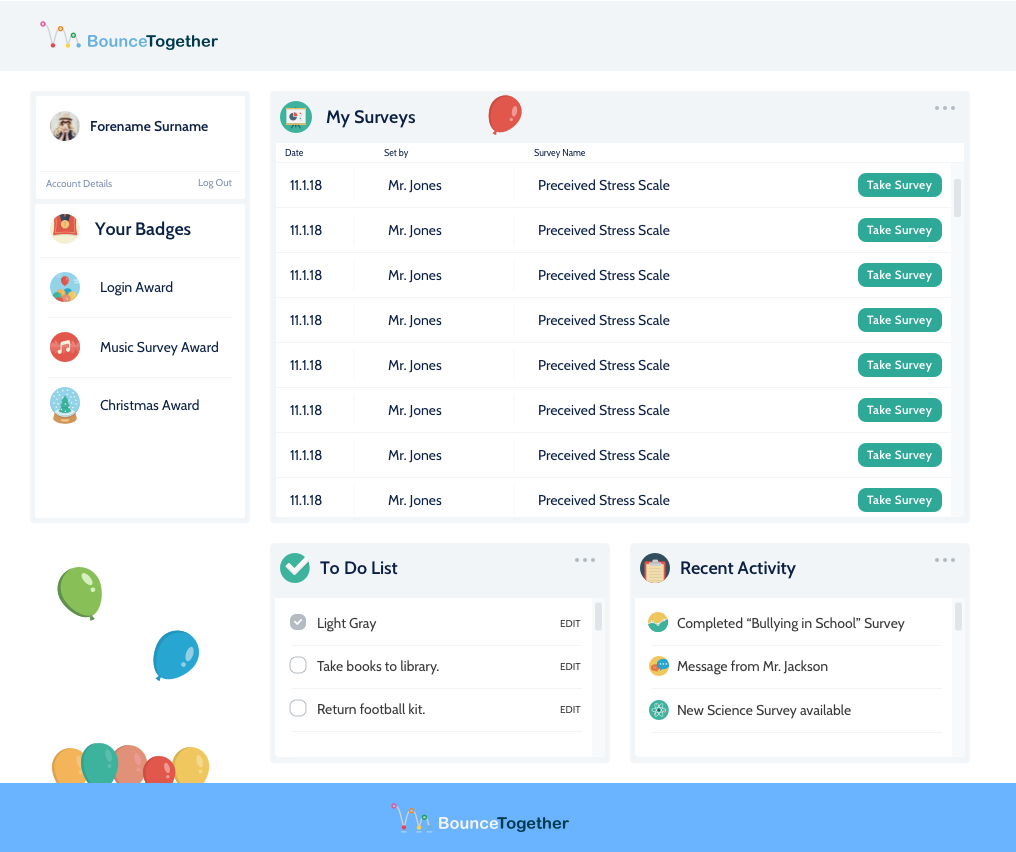 BounceTogether
Forename Surname
Account Details Log Out
Your Badges
Login Award
Music Survey Award
Christmas Award
My Surveys
Date Set by Survey Name
11.1.18 Mr. Jones Preceived Stress Scale Take Survey
11.1.18 Mr. Jones Preceived Stress Scale Take Survey
11.1.18 Mr. Jones Preceived Stress Scale Take Survey
11.1.18 Mr. Jones Preceived Stress Scale Take Survey
11.1.18 Mr. Jones Preceived Stress Scale Take Survey
11.1.18 Mr. Jones Preceived Stress Scale Take Survey
11.1.18 Mr. Jones Preceived Stress Scale Take Survey
11.1.18 Mr. Jones Preceived Stress Scale Take Survey
To Do List
Light Gray EDIT
Take books to library. EDIT
Return football kit. EDIT
Recent Activity
Completed “Bullying in School” Survey
Message from Mr. Jackson
New Science Survey available
BounceTogether